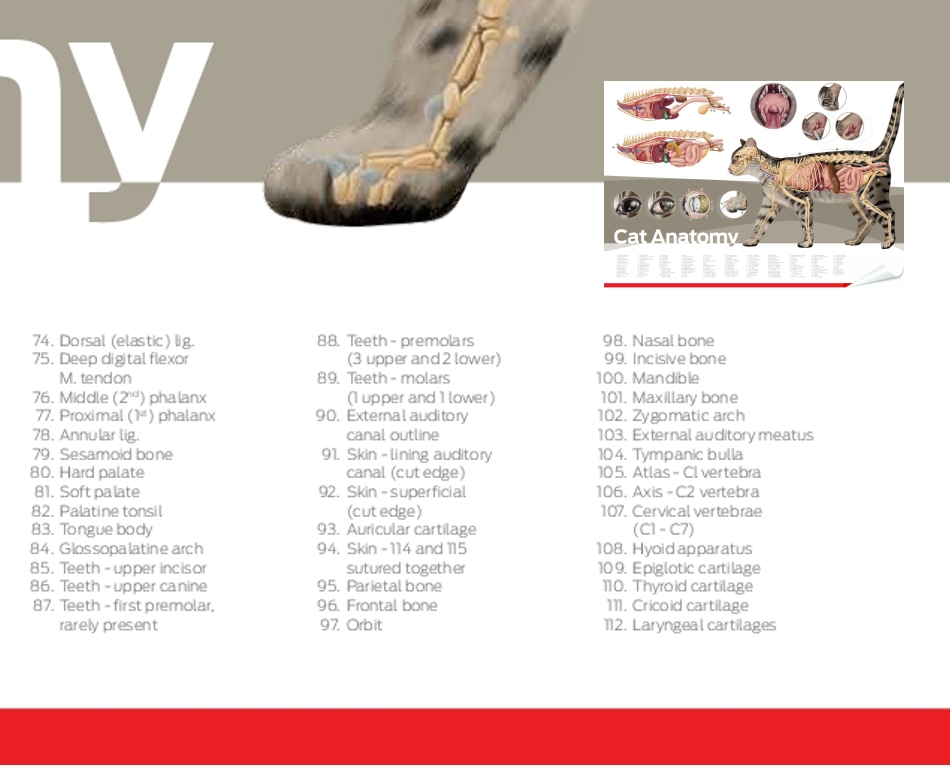 ny
Cat Anatomy
74. Dorsal (elastic) lig.
75. Deep digital flexor
M. tendon
76. Middle (2nd) phalanx
77. Proximal (1st) phalanx
78. Annular lig.
79. Sesamoid bone
80. Hard palate
81. Soft palate
82. Palatine tonsil
83. Tongue body
84. Glossopalatine arch
85. Teeth - upper incisor
86. Teeth - upper canine
87. Teeth - first premolar,
rarely present
88. Teeth - premolars
(3 upper and 2 lower)
89. Teeth - molars
(1 upper and 1 lower)
90. External auditory
canal outline
91. Skin - lining auditory
canal (cut edge)
92. Skin - superficial
(cut edge)
93. Auricular cartilage
94. Skin - 114 and 115
sutured together
95. Parietal bone
96. Frontal bone
97. Orbit
98. Nasal bone
99. Incisive bone
100. Mandible
101. Maxillary bone
102. Zygomatic arch
103. External auditory meatus
104. Tympanic bulla
105. Atlas - C1 vertebra
106. Axis - C2 vertebra
107. Cervical vertebrae
(C1 - C7)
108. Hyoid apparatus
109. Epiglotic cartilage
110. Thyroid cartilage
111. Cricoid cartilage
112. Laryngeal cartilages